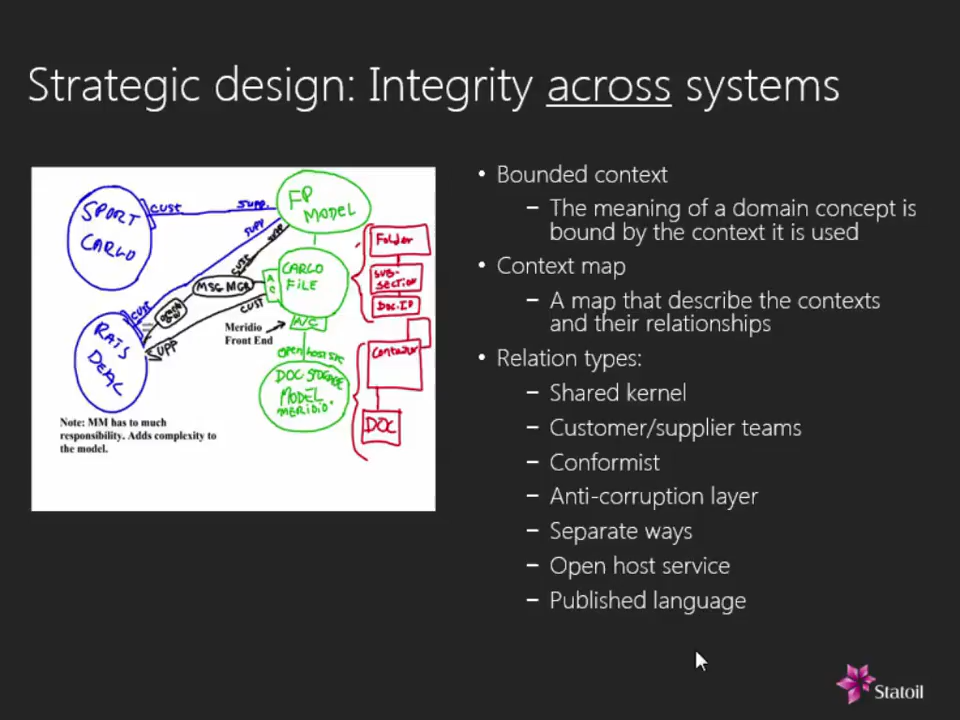 Strategic design: Integrity across systems
SPORT
CARGO
CUST
SUPP.
FP
MODEL
SUPP
SUPP
CUST
CARGO
FILE
A
C
MSG MGR
CUST
CUST
SUPP
RATS
DEAL
Meridio
Front End
A/C
OPEN HOST
DOC STORAGE
MODEL
MERIDIO
Folder
SUB-
SECTION
Container
DOC
Note: MM has to much
responsibility. Adds complexity to
the model.
• Bounded context
– The meaning of a domain concept is
bound by the context it is used
• Context map
– A map that describe the contexts
and their relationships
• Relation types:
– Shared kernel
– Customer/supplier teams
– Conformist
– Anti-corruption layer
– Separate ways
– Open host service
– Published language
Statoil